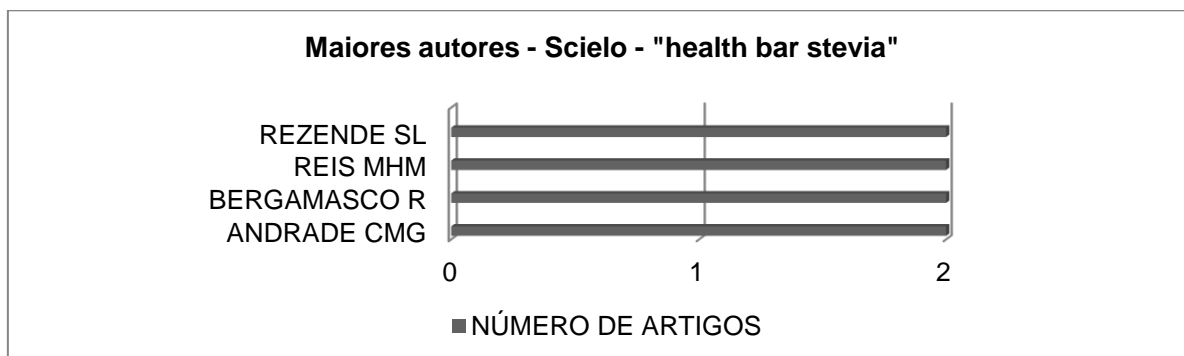 Maiores autores - Scielo - "health bar stevia"
REZENDE SL
REIS MHM
BERGAMASCO R
ANDRADE CMG
0 1 2
NÚMERO DE ARTIGOS